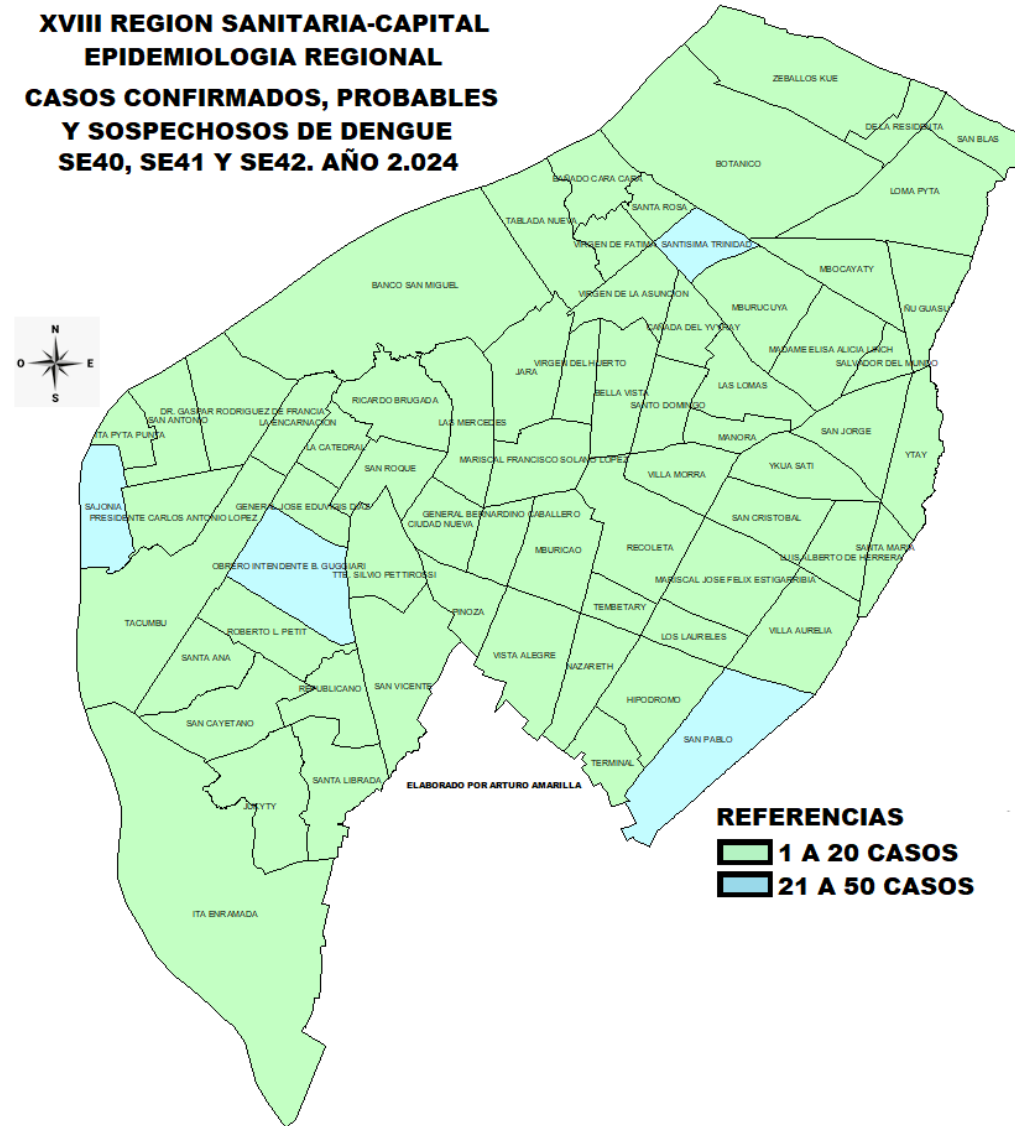 XVIII REGION SANITARIA-CAPITAL
EPIDEMIOLOGIA REGIONAL
CASOS CONFIRMADOS, PROBABLES
Y SOSPECHOSOS DE DENGUE
SE40, SE41 Y SE42. AÑO 2.024
ZEBALLOS KUE
DE LA RESIDENTA
SAN BLAS
BOTANICO
LOMA PYTA
BAÑADO CARA CARA
SANTA ROSA
TABLADA NUEVA
VIRGEN DE FATIMA
SANTISIMA TRINIDAD
MBOCAYATY
BANCO SAN MIGUEL
VIRGEN DE LA ASUNCION
MBURUCUYA
ÑU GUASU
CAÑADA DEL YVYRAY
MADAME ELISA ALICIA LINCH
SALVADOR DEL MUNDO
N
O
E
S
JARA
VIRGEN DEL HUERTO
BELLA VISTA
LAS LOMAS
SANTO DOMINGO
RICARDO BRUGADA
DR. GASPAR RODRIGUEZ DE FRANCIA
SAN ANTONIO
LA ENCARNACION
LAS MERCEDES
ITA PYTA PUNTA
LA CATEDRAL
MANORA
SAN JORGE
YTAY
SAN ROQUE
MARISCAL FRANCISCO SOLANO LOPEZ
VILLA MORRA
YKUA SATI
SAJONIA
PRESIDENTE CARLOS ANTONIO LOPEZ
GENERAL JOSE EDUVIGIS DIAZ
GENERAL BERNARDINO CABALLERO
CIUDAD NUEVA
SAN CRISTOBAL
MBURICAO
RECOLETA
SANTA MARIA
LUIS ALBERTO DE HERRERA
OBRERO INTENDENTE B. GUGGIARI
TTE. SILVIO PETTIROSSI
MARISCAL JOSE FELIX ESTIGARRIBIA
TACUMBU
ROBERTO L. PETIT
PINOZA
TEMBETARY
LOS LAURELES
VILLA AURELIA
SANTA ANA
VISTA ALEGRE
NAZARETH
REPUBLICANO
SAN VICENTE
HIPODROMO
SAN CAYETANO
SAN PABLO
TERMINAL
SANTA LIBRADA
ELABORADO POR ARTURO AMARILLA
JUKYTY
REFERENCIAS
1 A 20 CASOS
21 A 50 CASOS
ITA ENRAMADA